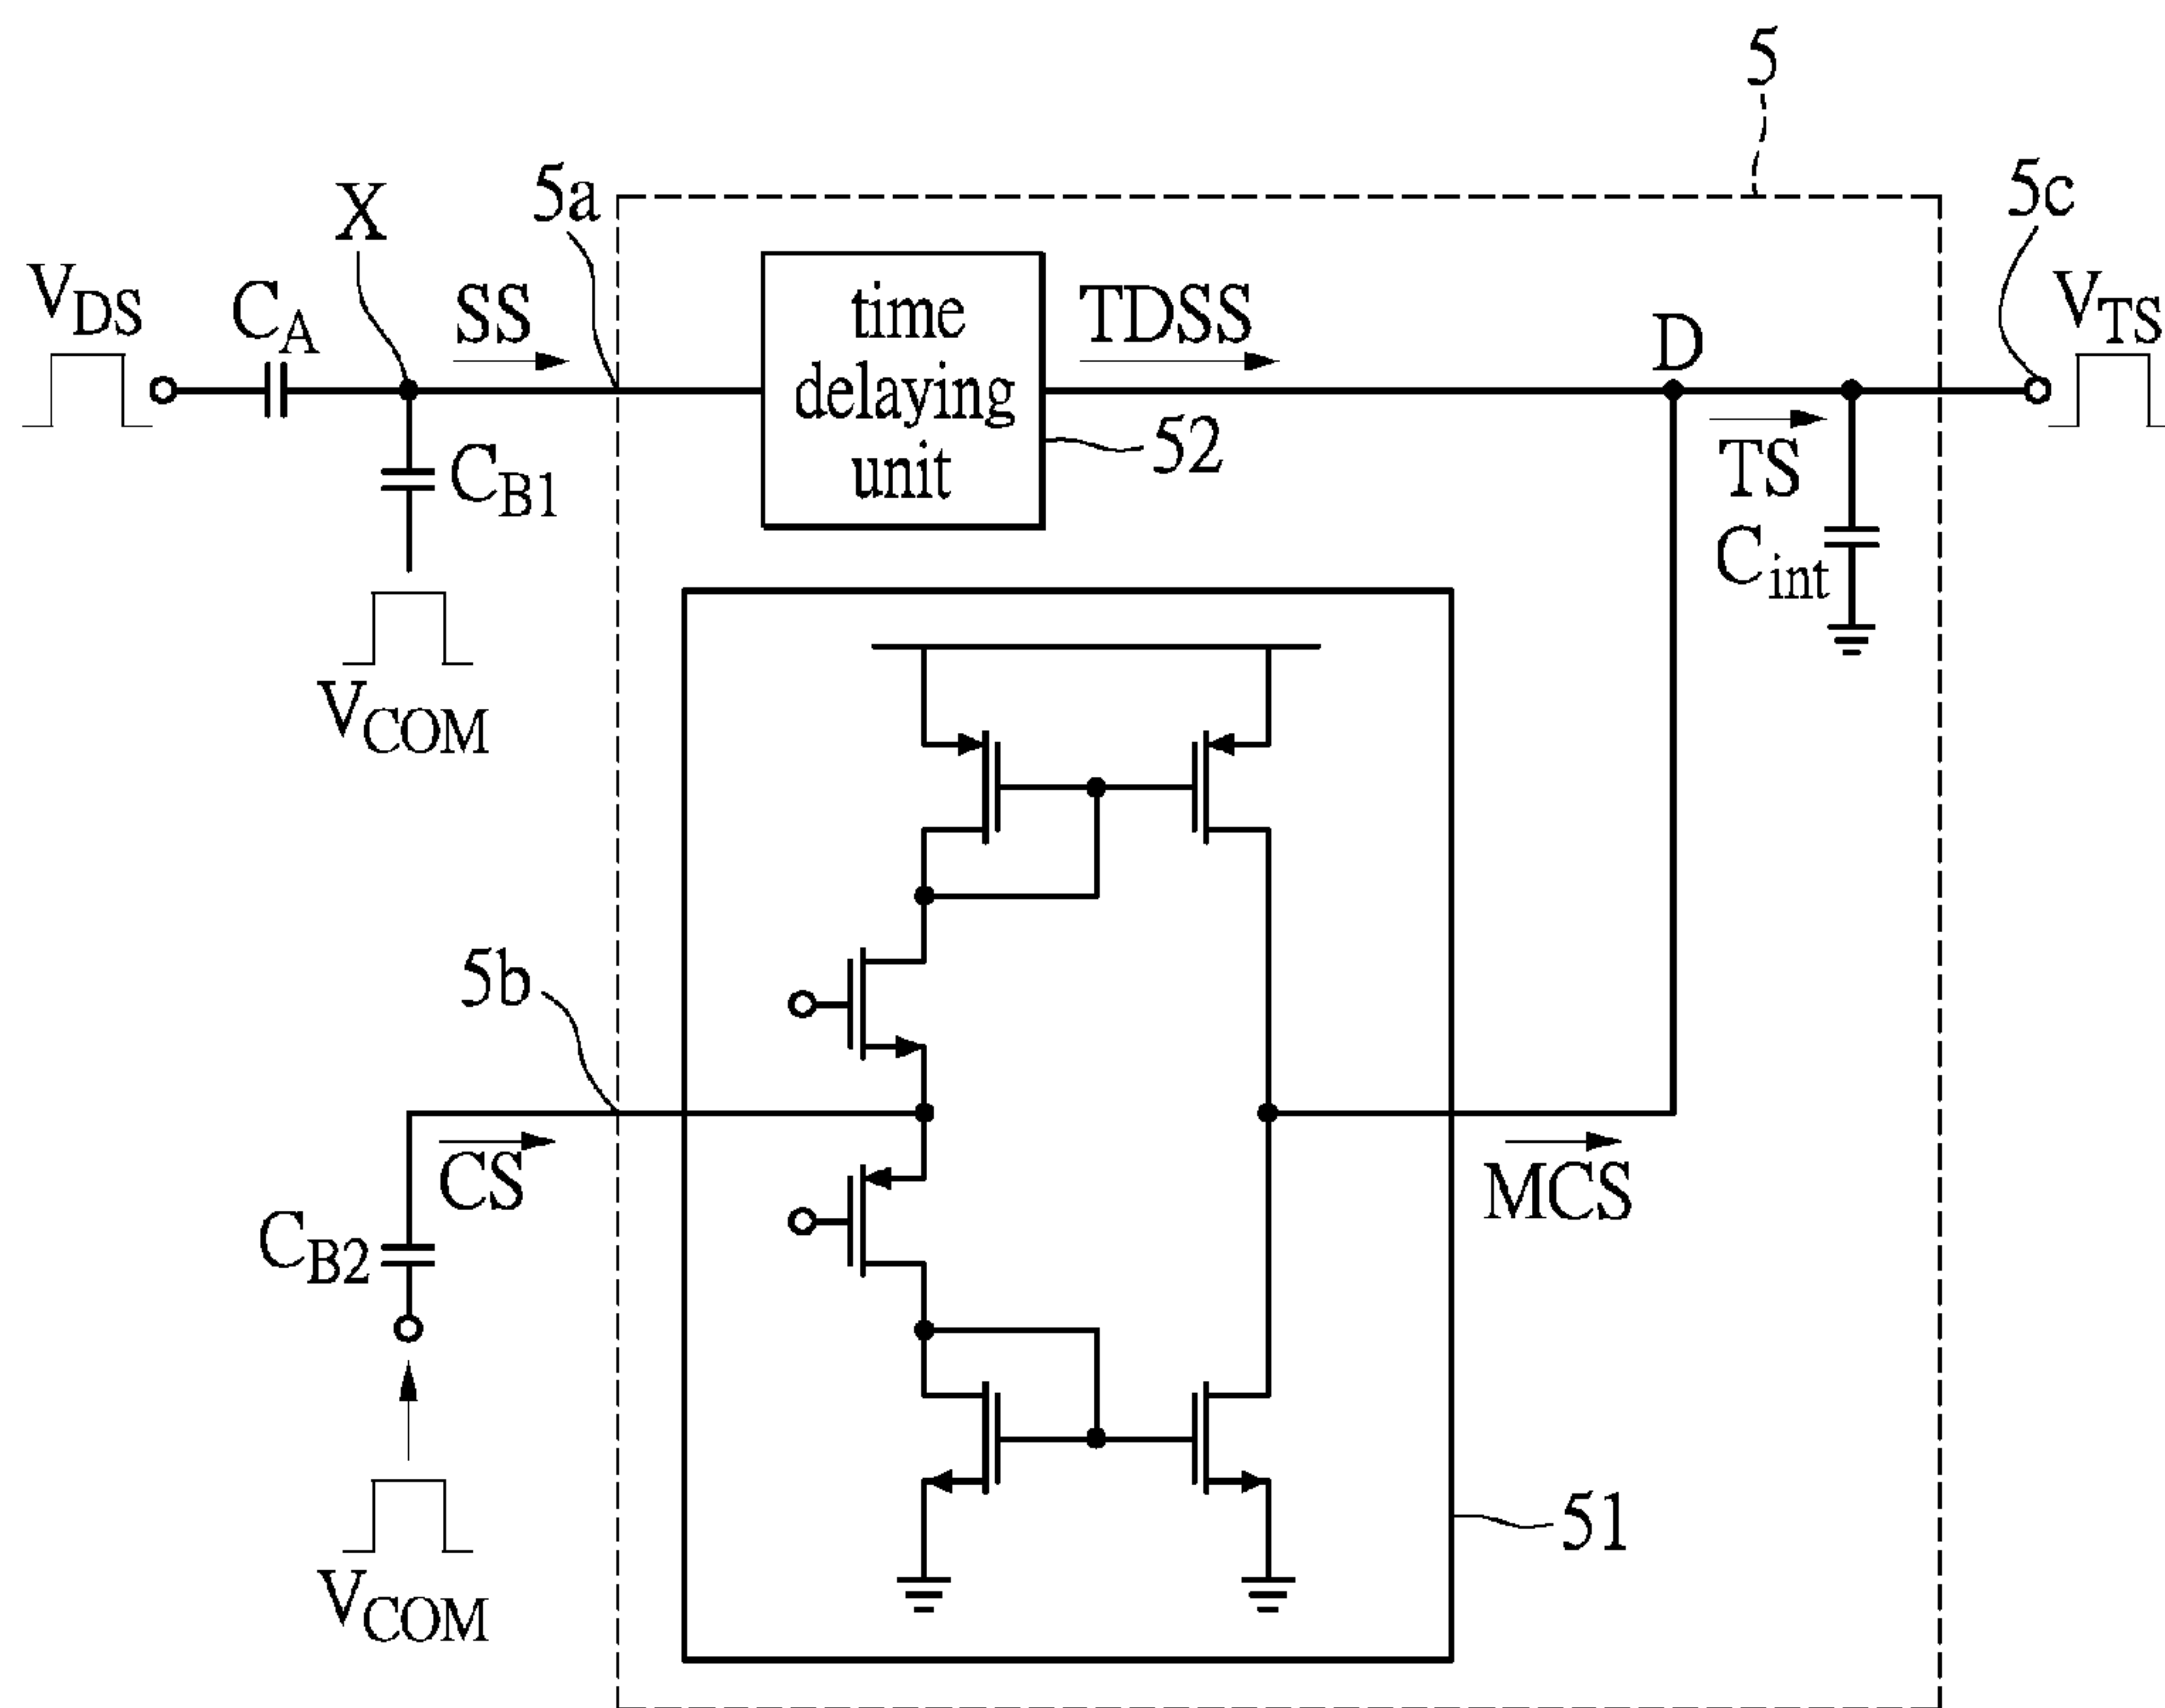 5
5a
5c
X
V_DS
C_A
SS
time
delaying
unit
TDSS
D
V_TS
52
TS
C_B1
C_int
V_COM
5b
CS
MCS
C_B2
51
V_COM